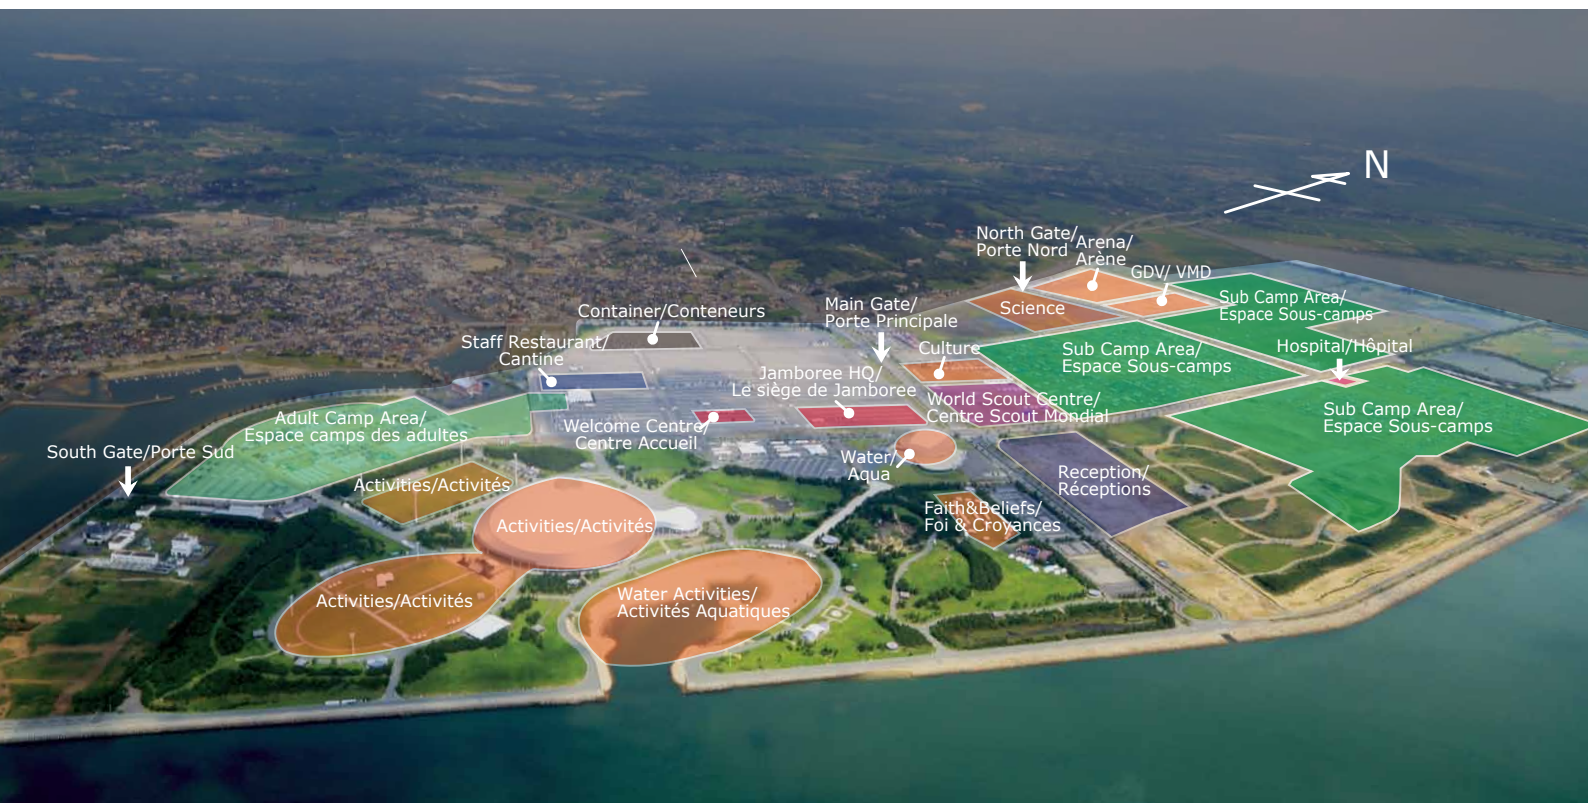 N
North Gate/
Porte Nord
Arena/
Arène
GDV/ VMD
Sub Camp Area/
Espace Sous-camps
Science
Container/Conteneurs
Main Gate/
Porte Principale
Staff Restaurant/
Cantine
Culture
Sub Camp Area/
Espace Sous-camps
Hospital/Hôpital
Jamboree HQ/
Le siège de Jamboree
World Scout Centre/
Centre Scout Mondial
Sub Camp Area/
Espace Sous-camps
Adult Camp Area/
Espace camps des adultes
Welcome Centre/
Centre Accueil
South Gate/Porte Sud
Water/
Aqua
Reception/
Réceptions
Activities/Activités
Faith&Beliefs/
Foi & Croyances
Activities/Activités
Activities/Activités
Water Activities/
Activités Aquatiques